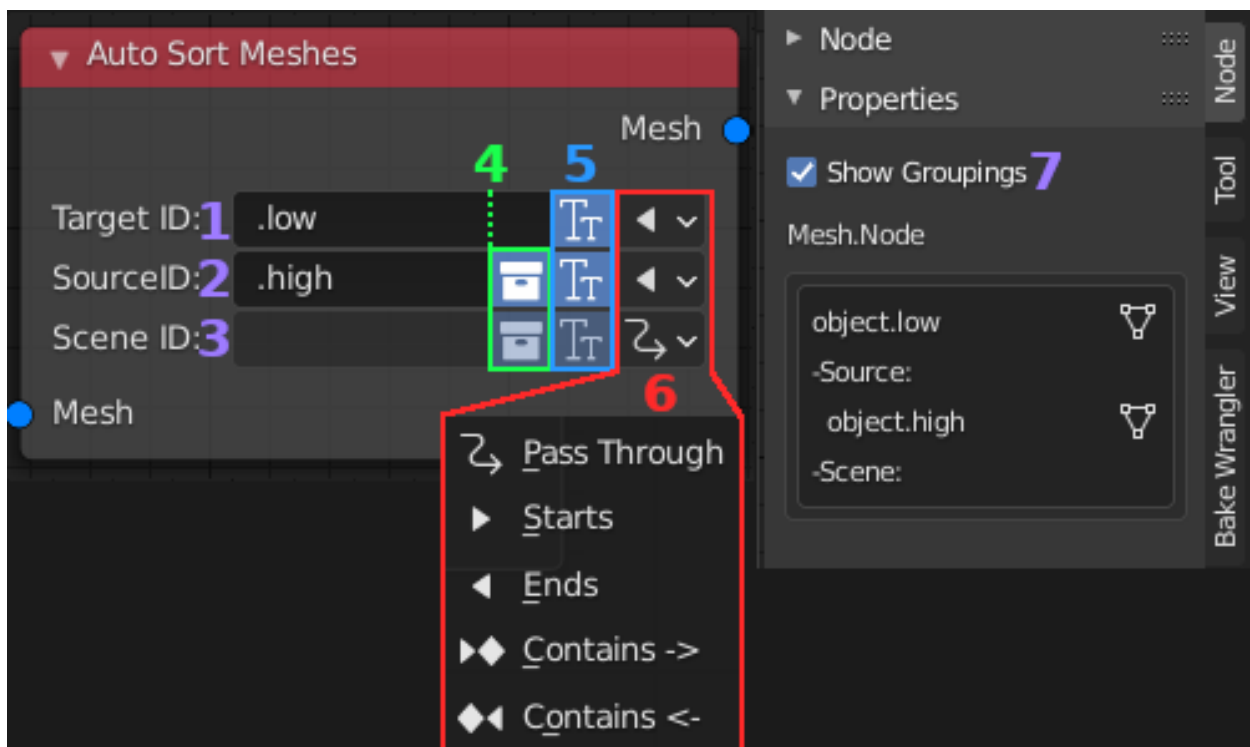 Auto Sort Meshes
Mesh
4 5
Target ID: 1 .low
SourceID: 2 .high
Scene ID: 3
6
Mesh
Pass Through
Starts
Ends
Contains ->
Contains <-
Node
Properties
Show Groupings 7
Mesh.Node
object.low
-Source:
object.high
-Scene:
Node
Tool
View
Bake Wrangler